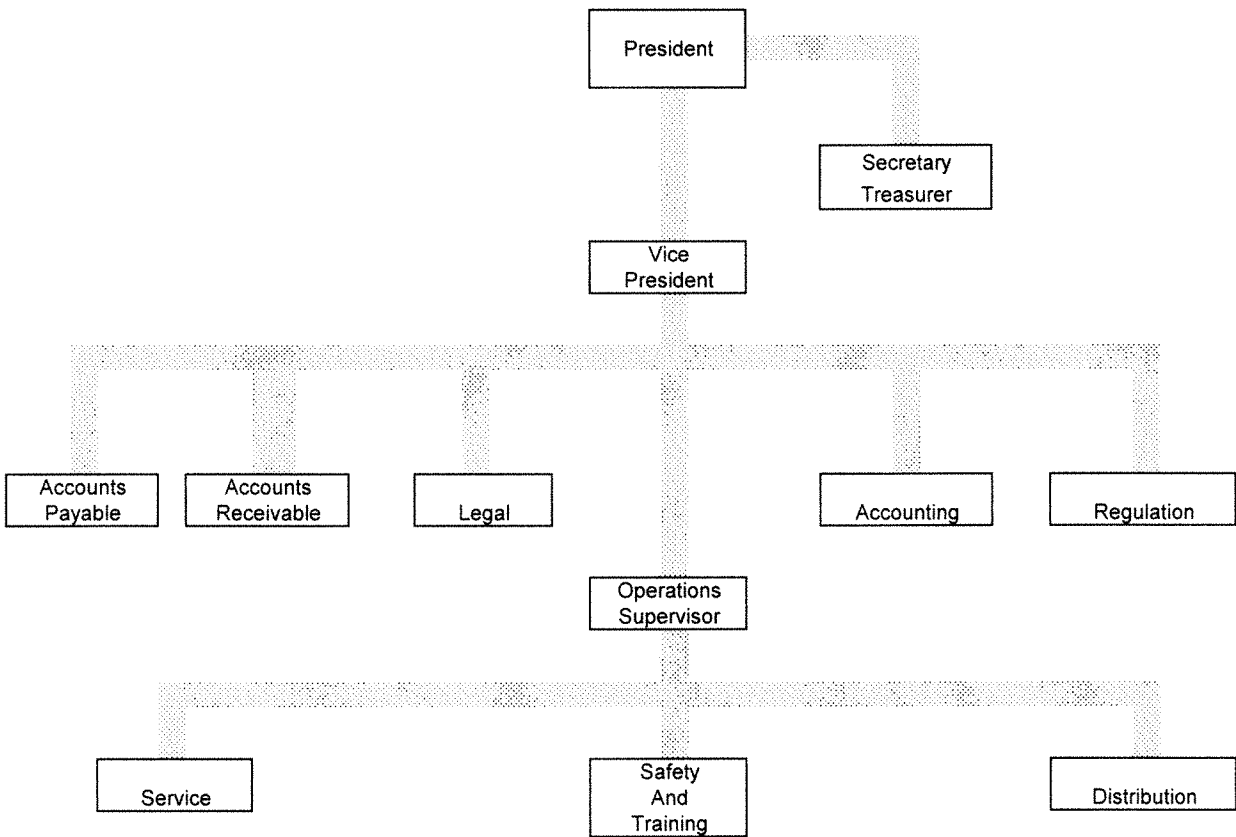 President
Secretary
Treasurer
Vice
President
Accounts
Payable
Accounts
Receivable
Legal
Accounting
Regulation
Operations
Supervisor
Service
Safety
And
Training
Distribution